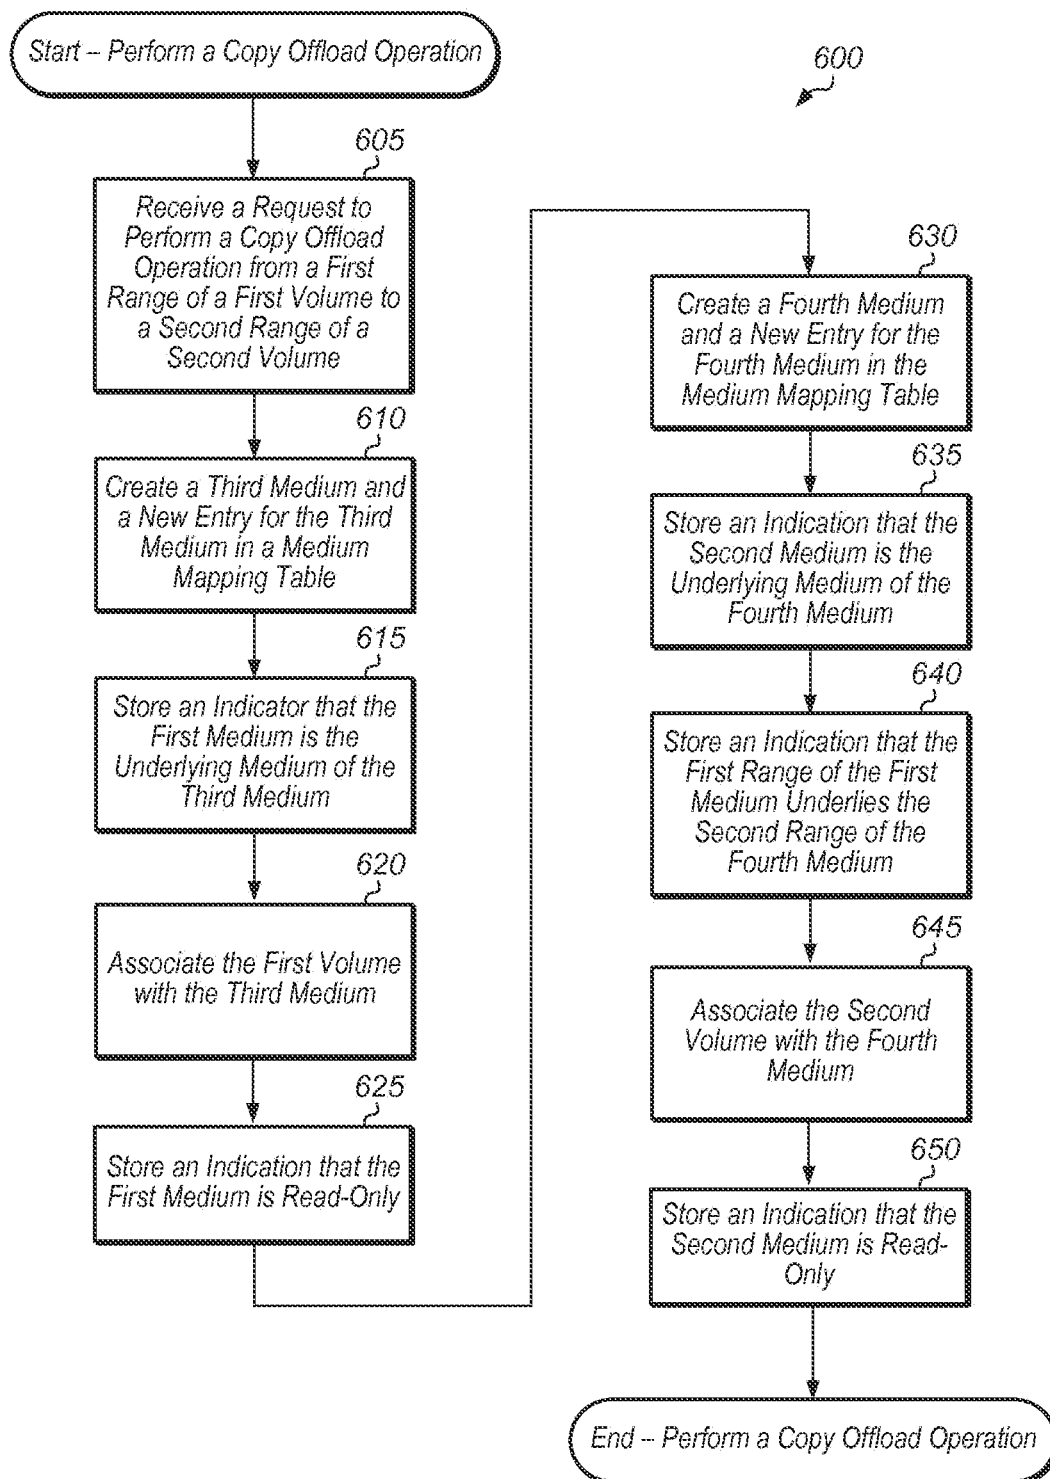 Start – Perform a Copy Offload Operation
600
605
Receive a Request to
Perform a Copy Offload
Operation from a First
Range of a First Volume to
a Second Range of a
Second Volume
610
Create a Third Medium and
a New Entry for the Third
Medium in a Medium
Mapping Table
615
Store an Indicator that the
First Medium is the
Underlying Medium of the
Third Medium
620
Associate the First Volume
with the Third Medium
625
Store an Indication that the
First Medium is Read-Only
630
Create a Fourth Medium
and a New Entry for the
Fourth Medium in the
Medium Mapping Table
635
Store an Indication that the
Second Medium is the
Underlying Medium of the
Fourth Medium
640
Store an Indication that the
First Range of the First
Medium Underlies the
Second Range of the
Fourth Medium
645
Associate the Second
Volume with the Fourth
Medium
650
Store an Indication that the
Second Medium is Read-
Only
End – Perform a Copy Offload Operation